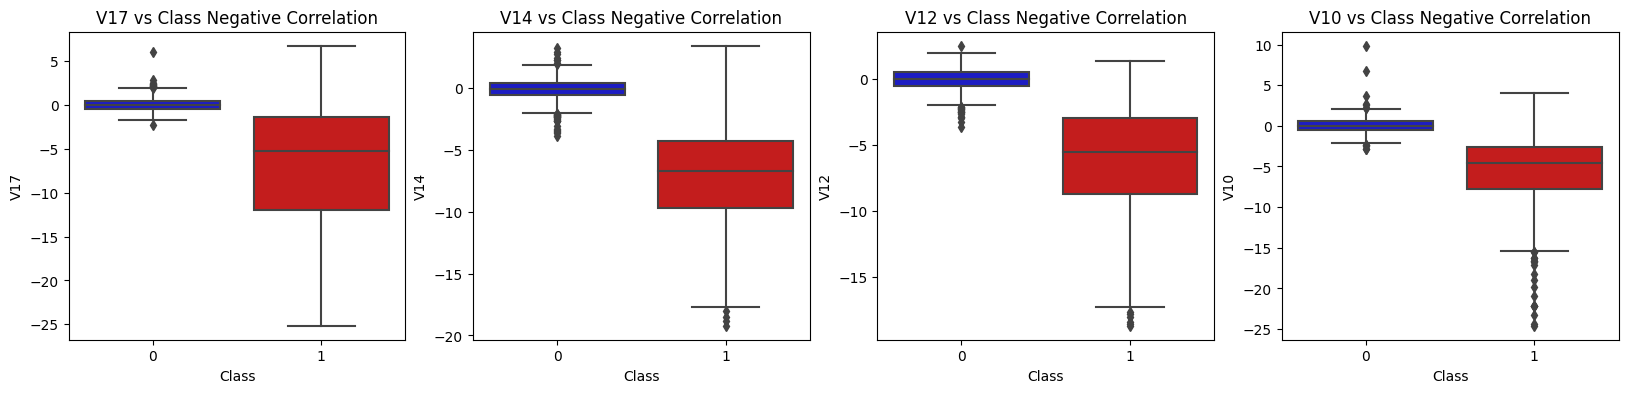 V17 vs Class Negative Correlation
V17
5
0
−5
−10
−15
−20
−25
0
1
Class
V14 vs Class Negative Correlation
V14
0
−5
−10
−15
−20
0
1
Class
V12 vs Class Negative Correlation
V12
0
−5
−10
−15
0
1
Class
V10 vs Class Negative Correlation
V10
10
5
0
−5
−10
−15
−20
−25
0
1
Class